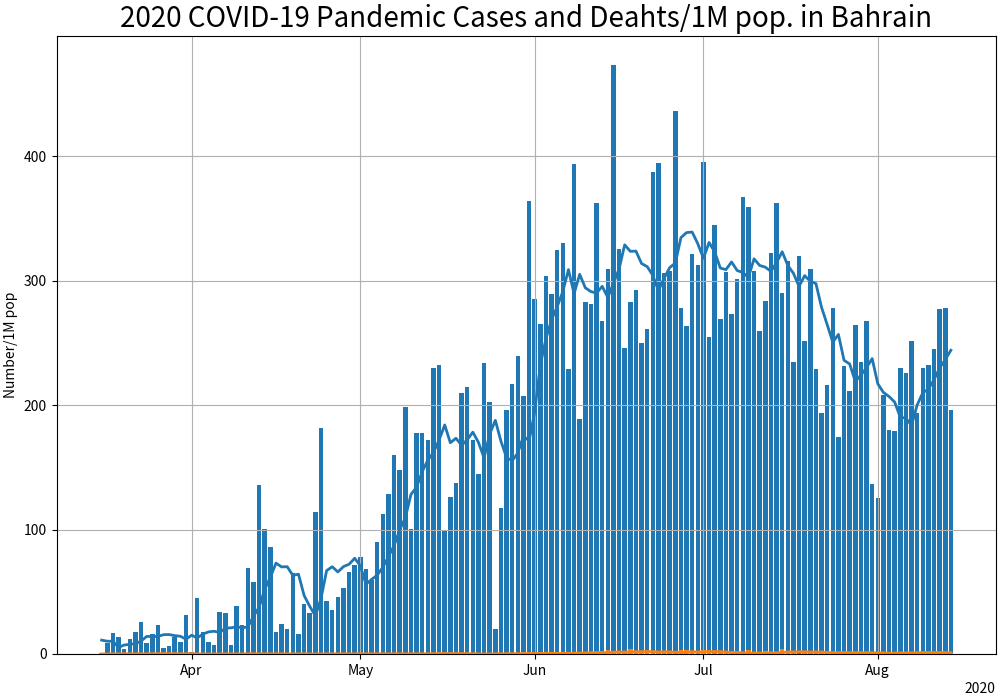 2020 COVID-19 Pandemic Cases and Deahts/1M pop. in Bahrain
Number/1M pop
400
300
200
100
0
Apr
May
Jun
Jul
Aug
2020